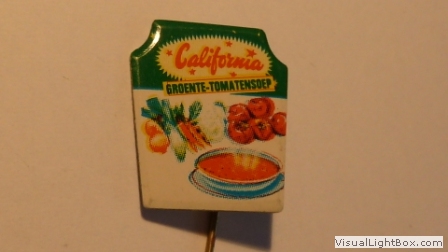 California
GROENTE-TOMATENSOEP
VisualLightBox.com